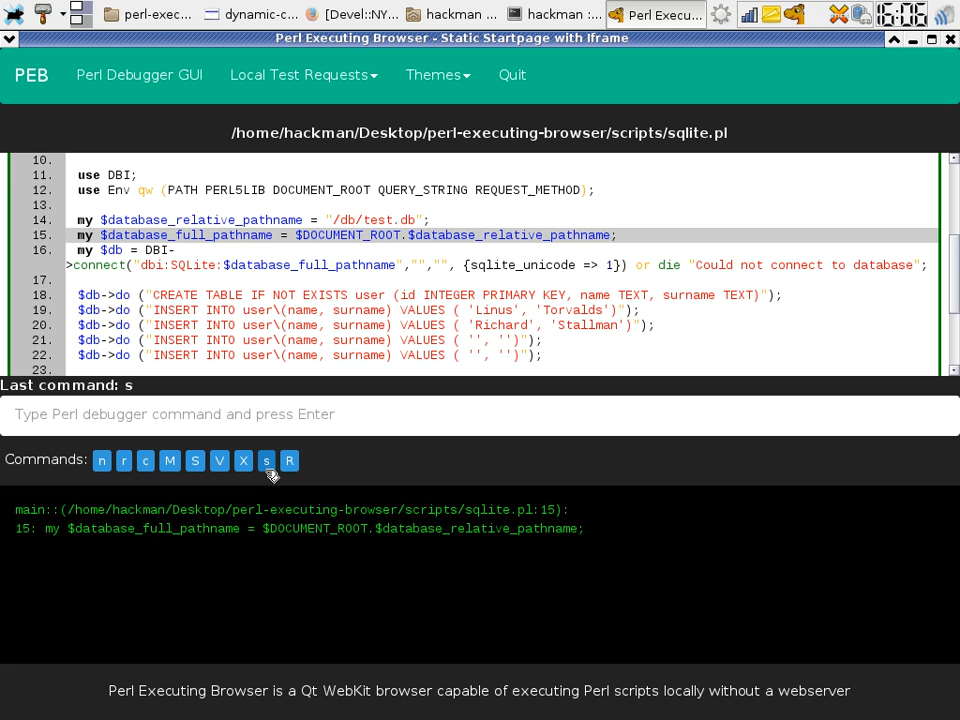 perl-exec...
dynamic-c...
[Devel::NY...
hackman ...
hackman :...
Perl Execu...
16:06
Perl Executing Browser - Static Startpage with Iframe
PEB
Perl Debugger GUI
Local Test Requests
Themes
Quit
/home/hackman/Desktop/perl-executing-browser/scripts/sqlite.pl
10.
11. use DBI;
12. use Env qw (PATH PERL5LIB DOCUMENT_ROOT QUERY_STRING REQUEST_METHOD);
13.
14. my $database_relative_pathname = "/db/test.db";
15. my $database_full_pathname = $DOCUMENT_ROOT.$database_relative_pathname;
16. my $db = DBI-
>connect("dbi:SQLite:$database_full_pathname","","", {sqlite_unicode => 1}) or die "Could not connect to database";
17.
18. $db->do ("CREATE TABLE IF NOT EXISTS user (id INTEGER PRIMARY KEY, name TEXT, surname TEXT)");
19. $db->do ("INSERT INTO user\(name, surname) VALUES ( 'Linus', 'Torvalds')");
20. $db->do ("INSERT INTO user\(name, surname) VALUES ( 'Richard', 'Stallman')");
21. $db->do ("INSERT INTO user\(name, surname) VALUES ( '', '')");
22. $db->do ("INSERT INTO user\(name, surname) VALUES ( '', '')");
23.
Last command: s
Type Perl debugger command and press Enter
Commands: n r c M S V X s R
main::(/home/hackman/Desktop/perl-executing-browser/scripts/sqlite.pl:15):
15: my $database_full_pathname = $DOCUMENT_ROOT.$database_relative_pathname;
Perl Executing Browser is a Qt WebKit browser capable of executing Perl scripts locally without a webserver